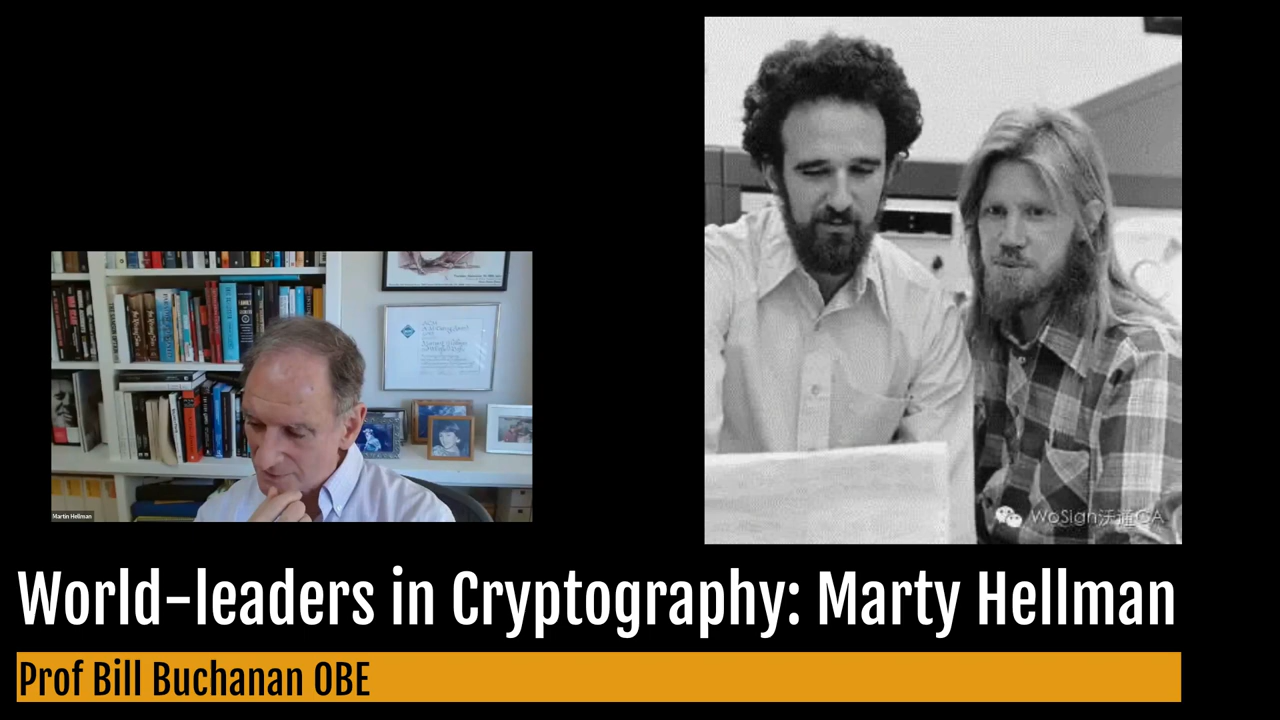 Martin Hellman
WoSign沃通CA
World-leaders in Cryptography: Marty Hellman
Prof Bill Buchanan OBE